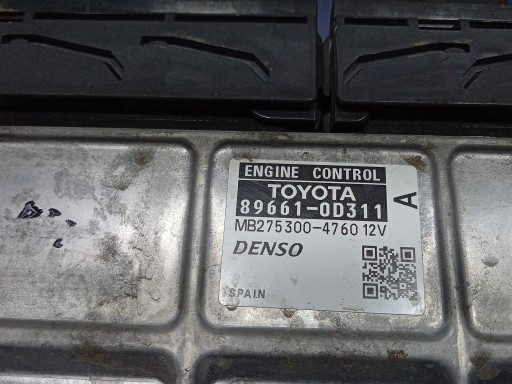 ENGINE CONTROL
TOYOTA
89661-0D311
A
MB275300-4760 12V
DENSO
SPAIN